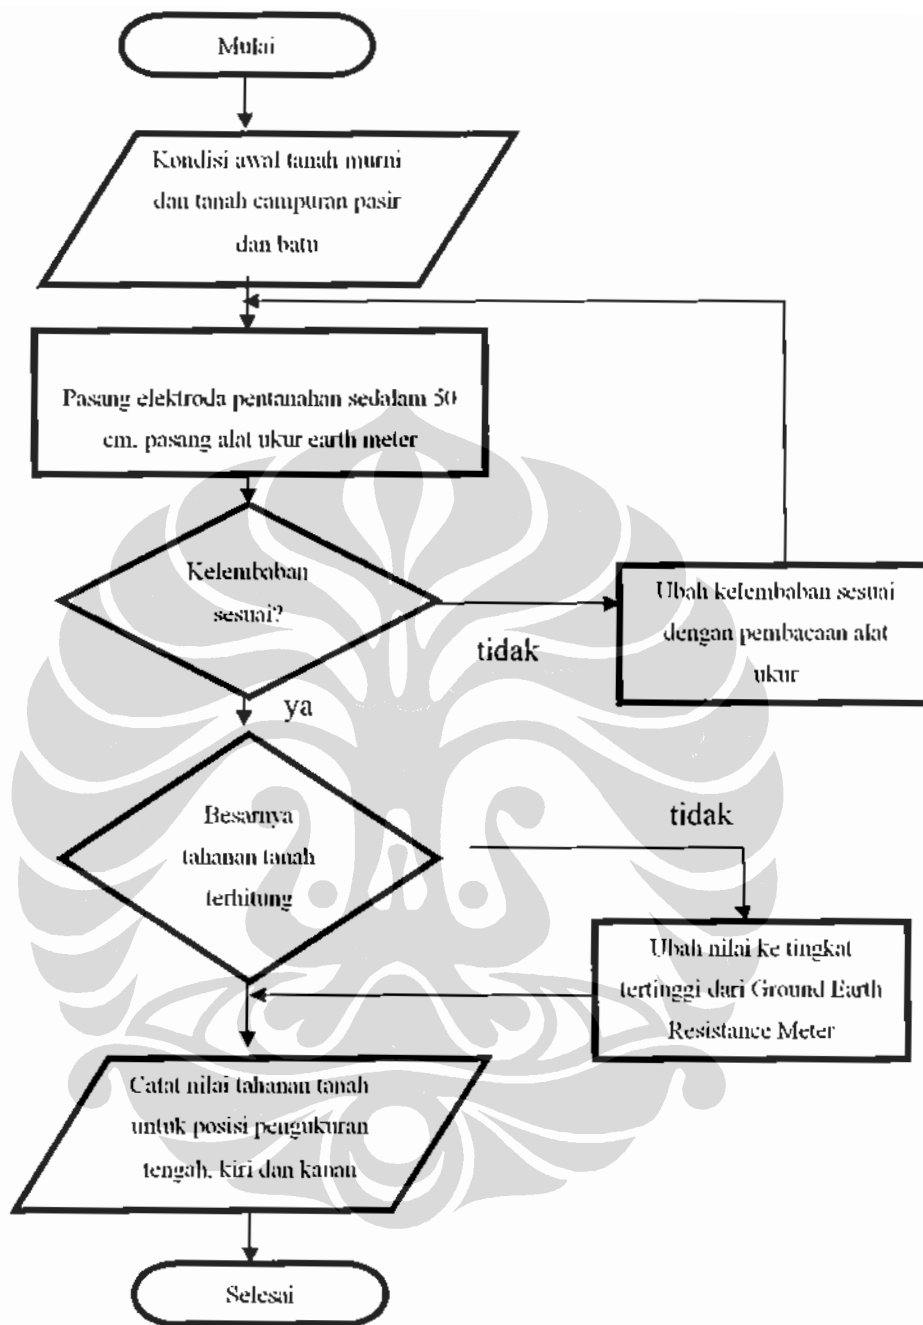 Mulai
Kondisi awal tanah murni
dan tanah campuran pasir
dan batu
Pasang elektroda pentanahan sedalam 50
cm, pasang alat ukur earth meter
Kelembaban
sesuai?
tidak
Ubah kelembaban sesuai
dengan pembacaan alat
ukur
ya
Besarnya
tahanan tanah
terhitung
tidak
Ubah nilai ke tingkat
tertinggi dari Ground Earth
Resistance Meter
Catat nilai tahanan tanah
untuk posisi pengukuran
tengah, kiri dan kanan
Selesai